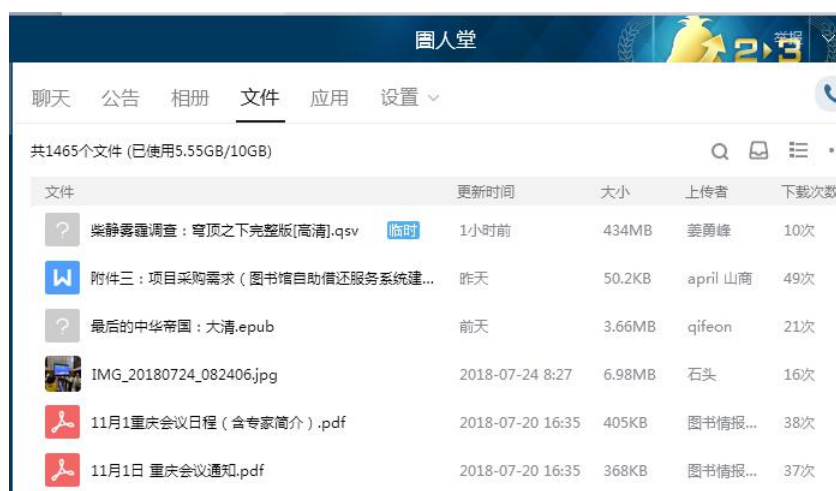 圕人堂
2 3 举报
聊天 公告 相册 文件 应用 设置
共1465个文件 (已使用5.55GB/10GB)
文件 更新时间 大小 上传者 下载次数
柴静雾霾调查：穹顶之下完整版[高清].qsv 临时 1小时前 434MB 姜勇峰 10次
附件三：项目采购需求（图书馆自助借还服务系统建... 昨天 50.2KB april 山商 49次
最后的中华帝国：大清.epub 前天 3.66MB qifeon 21次
IMG_20180724_082406.jpg 2018-07-24 8:27 6.98MB 石头 16次
11月1重庆会议日程（含专家简介）.pdf 2018-07-20 16:35 405KB 图书情报... 38次
11月1日 重庆会议通知.pdf 2018-07-20 16:35 368KB 图书情报... 37次